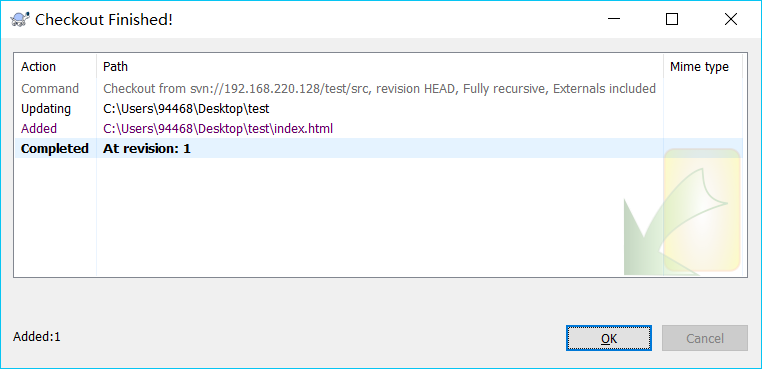 Checkout Finished!
Action Path Mime type
Command Checkout from svn://192.168.220.128/test/src, revision HEAD, Fully recursive, Externals included
Updating C:\Users\94468\Desktop\test
Added C:\Users\94468\Desktop\test\index.html
Completed At revision: 1
Added:1
OK Cancel